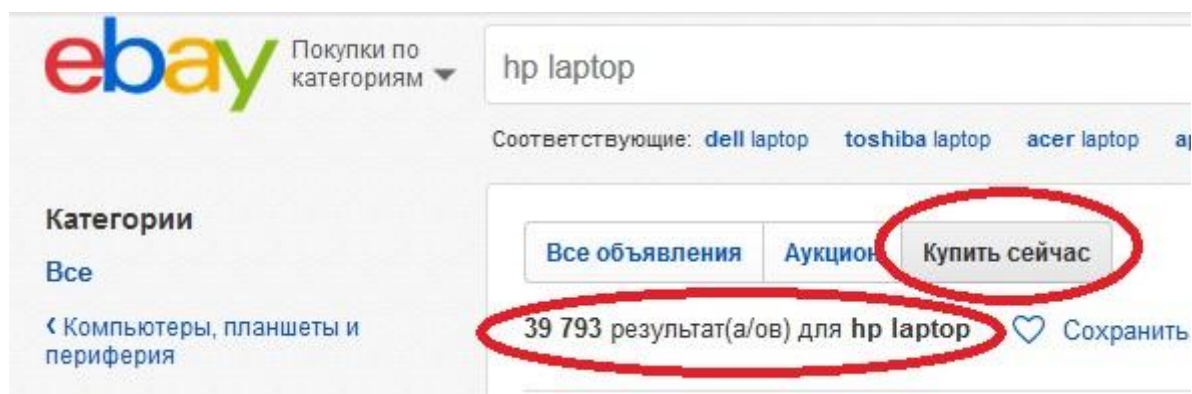 ebay
Покупки по
категориям
hp laptop
Соответствующие: dell laptop toshiba laptop acer laptop
Категории
Все
Все объявления Аукцион Купить сейчас
39 793 результат(а/ов) для hp laptop Сохранить
Компьютеры, планшеты и
периферия